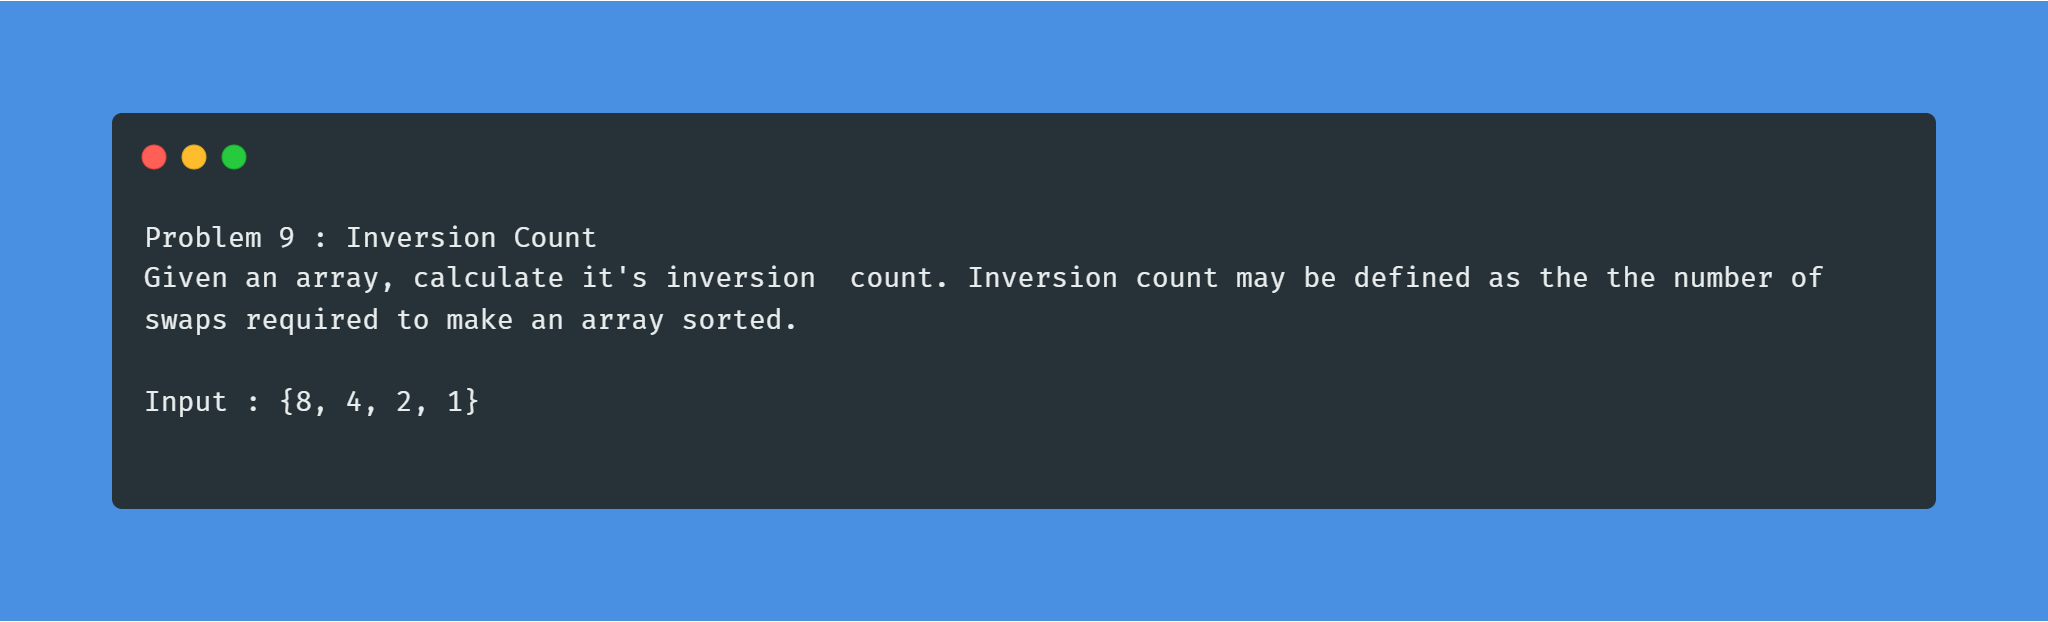 Problem 9 : Inversion Count
Given an array, calculate it's inversion  count. Inversion count may be defined as the the number of
swaps required to make an array sorted.
Input : {8, 4, 2, 1}